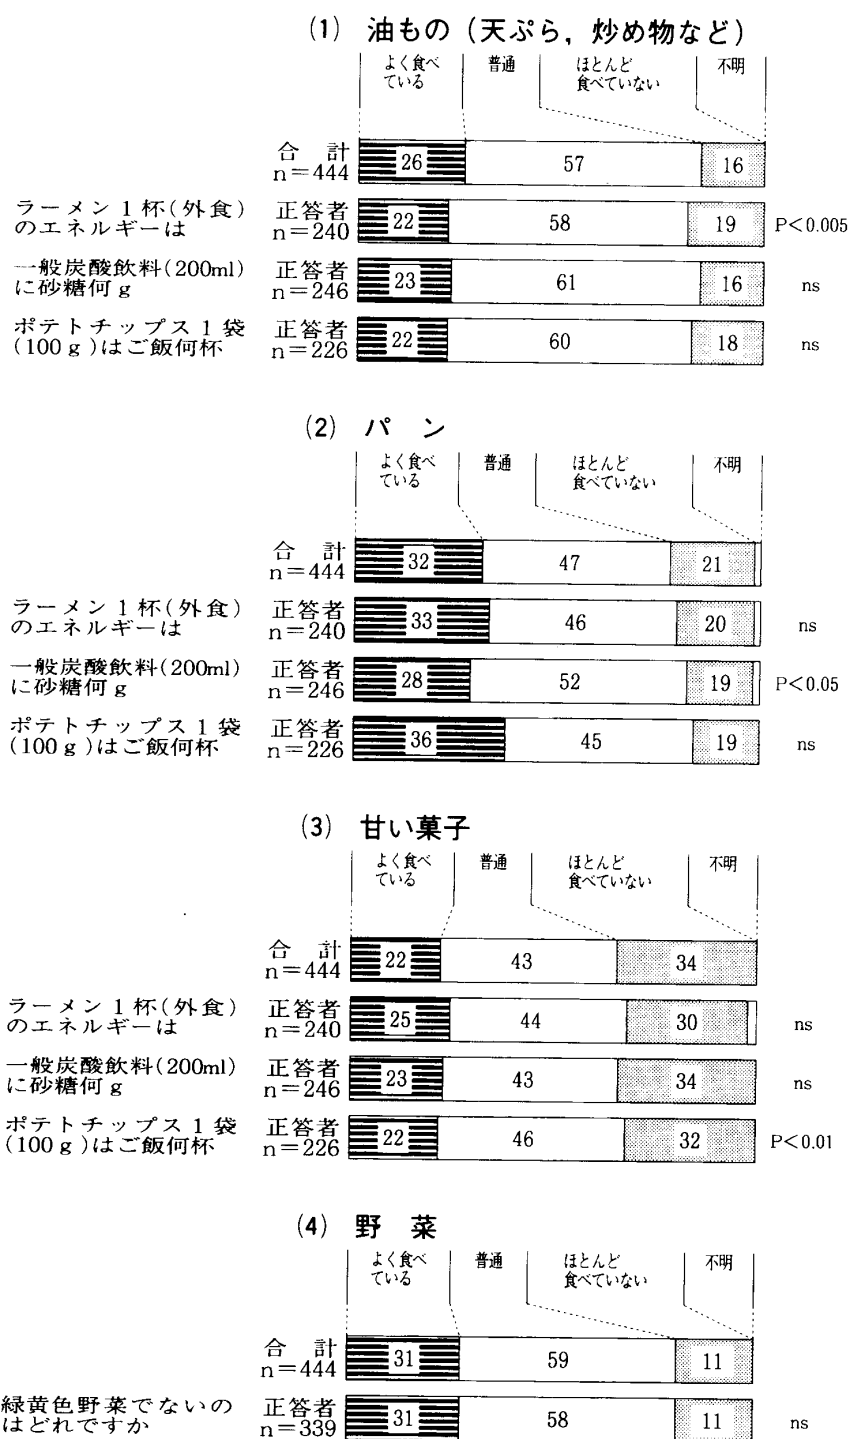 (1) 油もの（天ぷら，炒め物など）
よく食べ 普通 ほとんど 不明
ている 食べていない
合 計 26 57 16
n＝444
ラーメン１杯(外食) 正答者 22 58 19 P＜0.005
のエネルギーは n＝240
一般炭酸飲料(200ml) 正答者 23 61 16 ns
に砂糖何ｇ n＝246
ポテトチップス１袋 正答者 22 60 18 ns
(100ｇ)はご飯何杯 n＝226
(2) パ ン
よく食べ 普通 ほとんど 不明
ている 食べていない
合 計 32 47 21
n＝444
ラーメン１杯(外食) 正答者 33 46 20 ns
のエネルギーは n＝240
一般炭酸飲料(200ml) 正答者 28 52 19 P＜0.05
に砂糖何ｇ n＝246
ポテトチップス１袋 正答者 36 45 19 ns
(100ｇ)はご飯何杯 n＝226
(3) 甘い菓子
よく食べ 普通 ほとんど 不明
ている 食べていない
合 計 22 43 34
n＝444
ラーメン１杯(外食) 正答者 25 44 30 ns
のエネルギーは n＝240
一般炭酸飲料(200ml) 正答者 23 43 34 ns
に砂糖何ｇ n＝246
ポテトチップス１袋 正答者 22 46 32 P＜0.01
(100ｇ)はご飯何杯 n＝226
(4) 野 菜
よく食べ 普通 ほとんど 不明
ている 食べていない
合 計 31 59 11
n＝444
緑黄色野菜でないの 正答者 31 58 11 ns
はどれですか n＝339